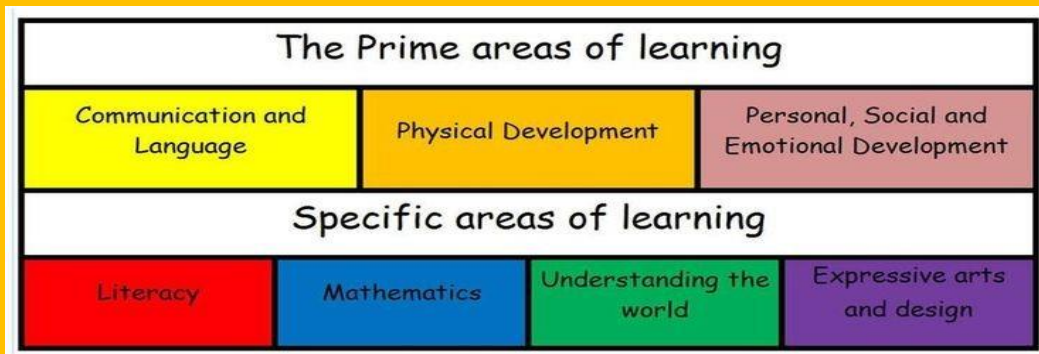 The Prime areas of learning
Communication and
Language
Physical Development
Personal, Social and
Emotional Development
Specific areas of learning
Literacy
Mathematics
Understanding the
world
Expressive arts
and design